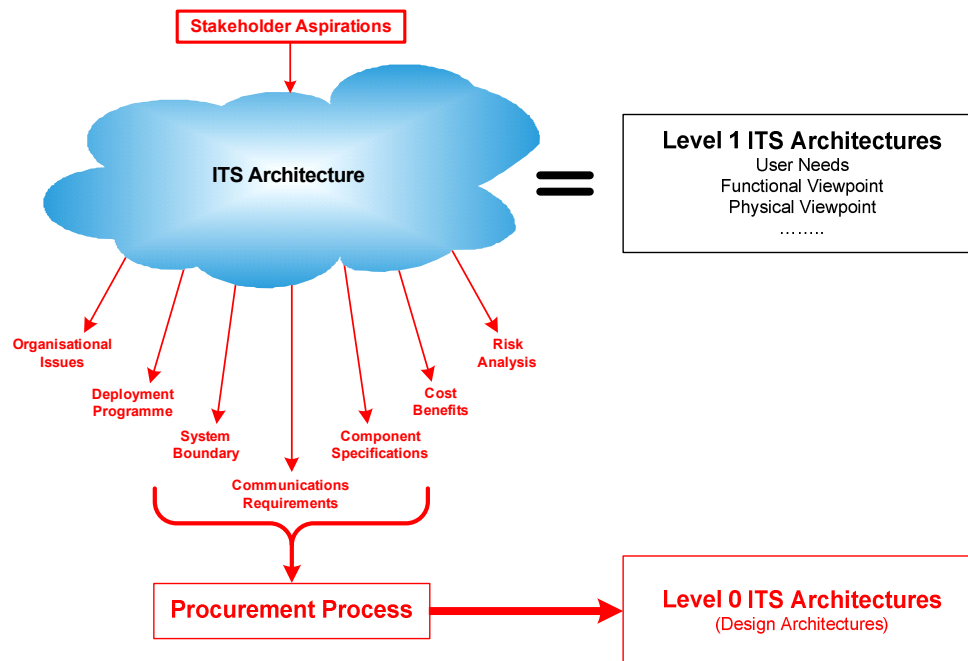 Stakeholder Aspirations
ITS Architecture
Level 1 ITS Architectures
User Needs
Functional Viewpoint
Physical Viewpoint
........
Organisational
Issues
Deployment
Programme
System
Boundary
Communications
Requirements
Component
Specifications
Cost
Benefits
Risk
Analysis
Procurement Process
Level 0 ITS Architectures
(Design Architectures)